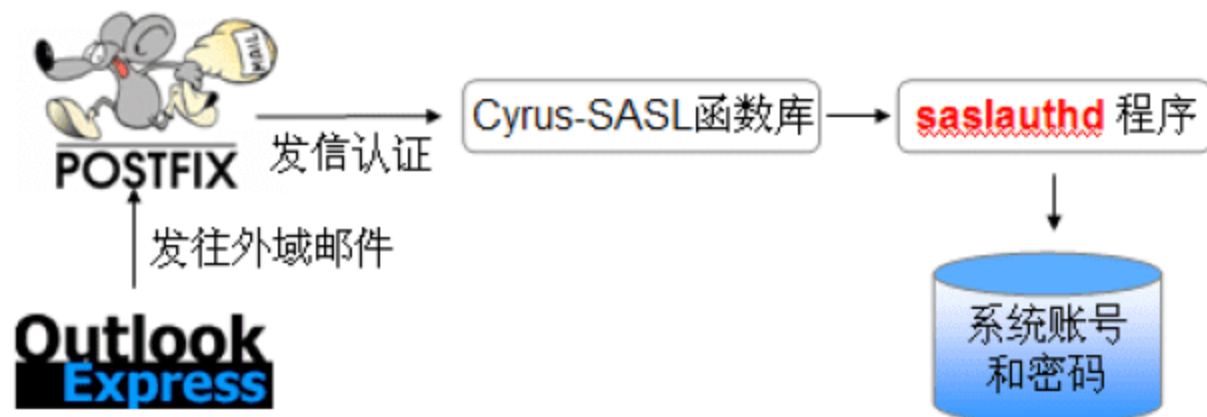 MAIL
POSTFIX
发信认证
Cyrus-SASL函数库
saslauthd 程序
发往外域邮件
Outlook
Express
系统账号
和密码